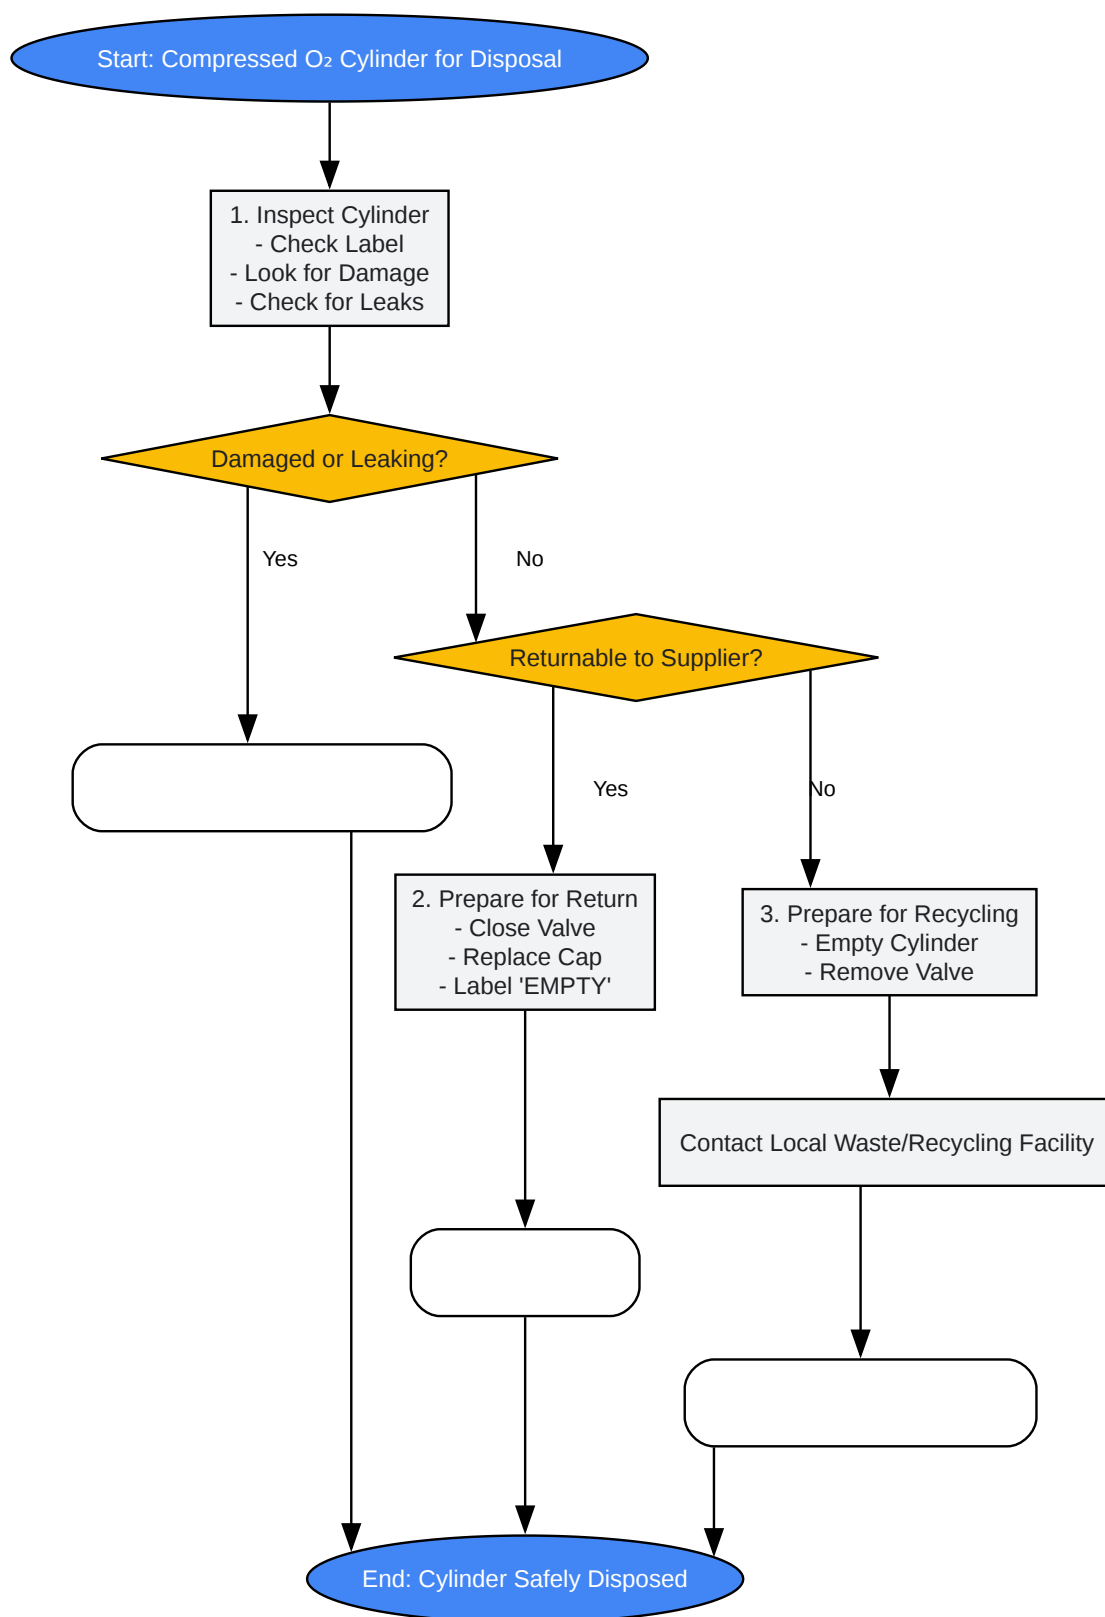 Start: Compressed O₂ Cylinder for Disposal
1. Inspect Cylinder
- Check Label
- Look for Damage
- Check for Leaks
Damaged or Leaking?
Yes
No
Returnable to Supplier?
Yes
No
2. Prepare for Return
- Close Valve
- Replace Cap
- Label 'EMPTY'
3. Prepare for Recycling
- Empty Cylinder
- Remove Valve
Contact Local Waste/Recycling Facility
End: Cylinder Safely Disposed